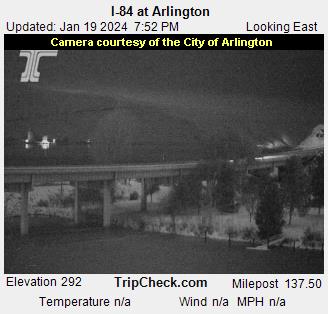 I-84 at Arlington
Updated: Jan 19 2024 7:52 PM Looking East
Camera courtesy of the City of Arlington
Elevation 292 TripCheck.com Milepost 137.50
Temperature n/a Wind n/a MPH n/a